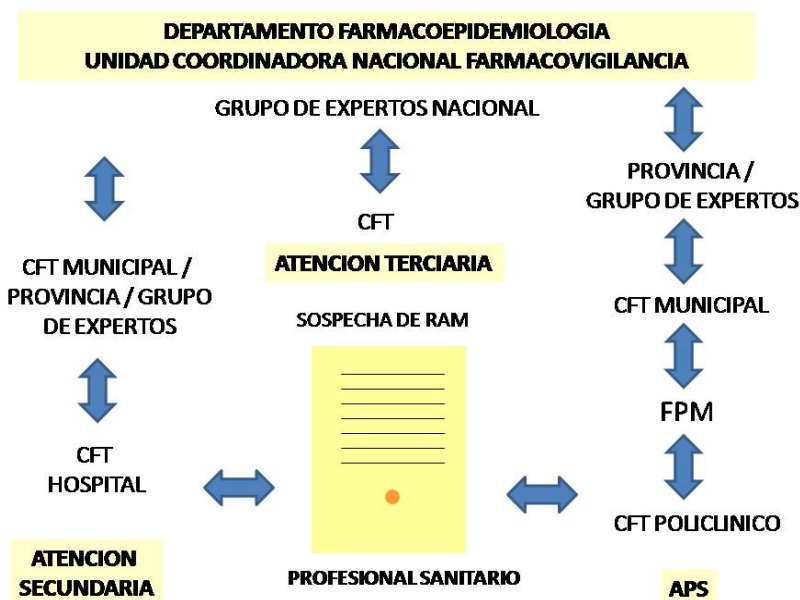 DEPARTAMENTO FARMACOEPIDEMIOLOGIA
UNIDAD COORDINADORA NACIONAL FARMACOVIGILANCIA
GRUPO DE EXPERTOS NACIONAL
CFT
ATENCION TERCIARIA
CFT MUNICIPAL /
PROVINCIA / GRUPO
DE EXPERTOS
CFT
HOSPITAL
ATENCION
SECUNDARIA
SOSPECHA DE RAM
PROFESIONAL SANITARIO
PROVINCIA /
GRUPO DE EXPERTOS
CFT MUNICIPAL
FPM
CFT POLICLINICO
APS